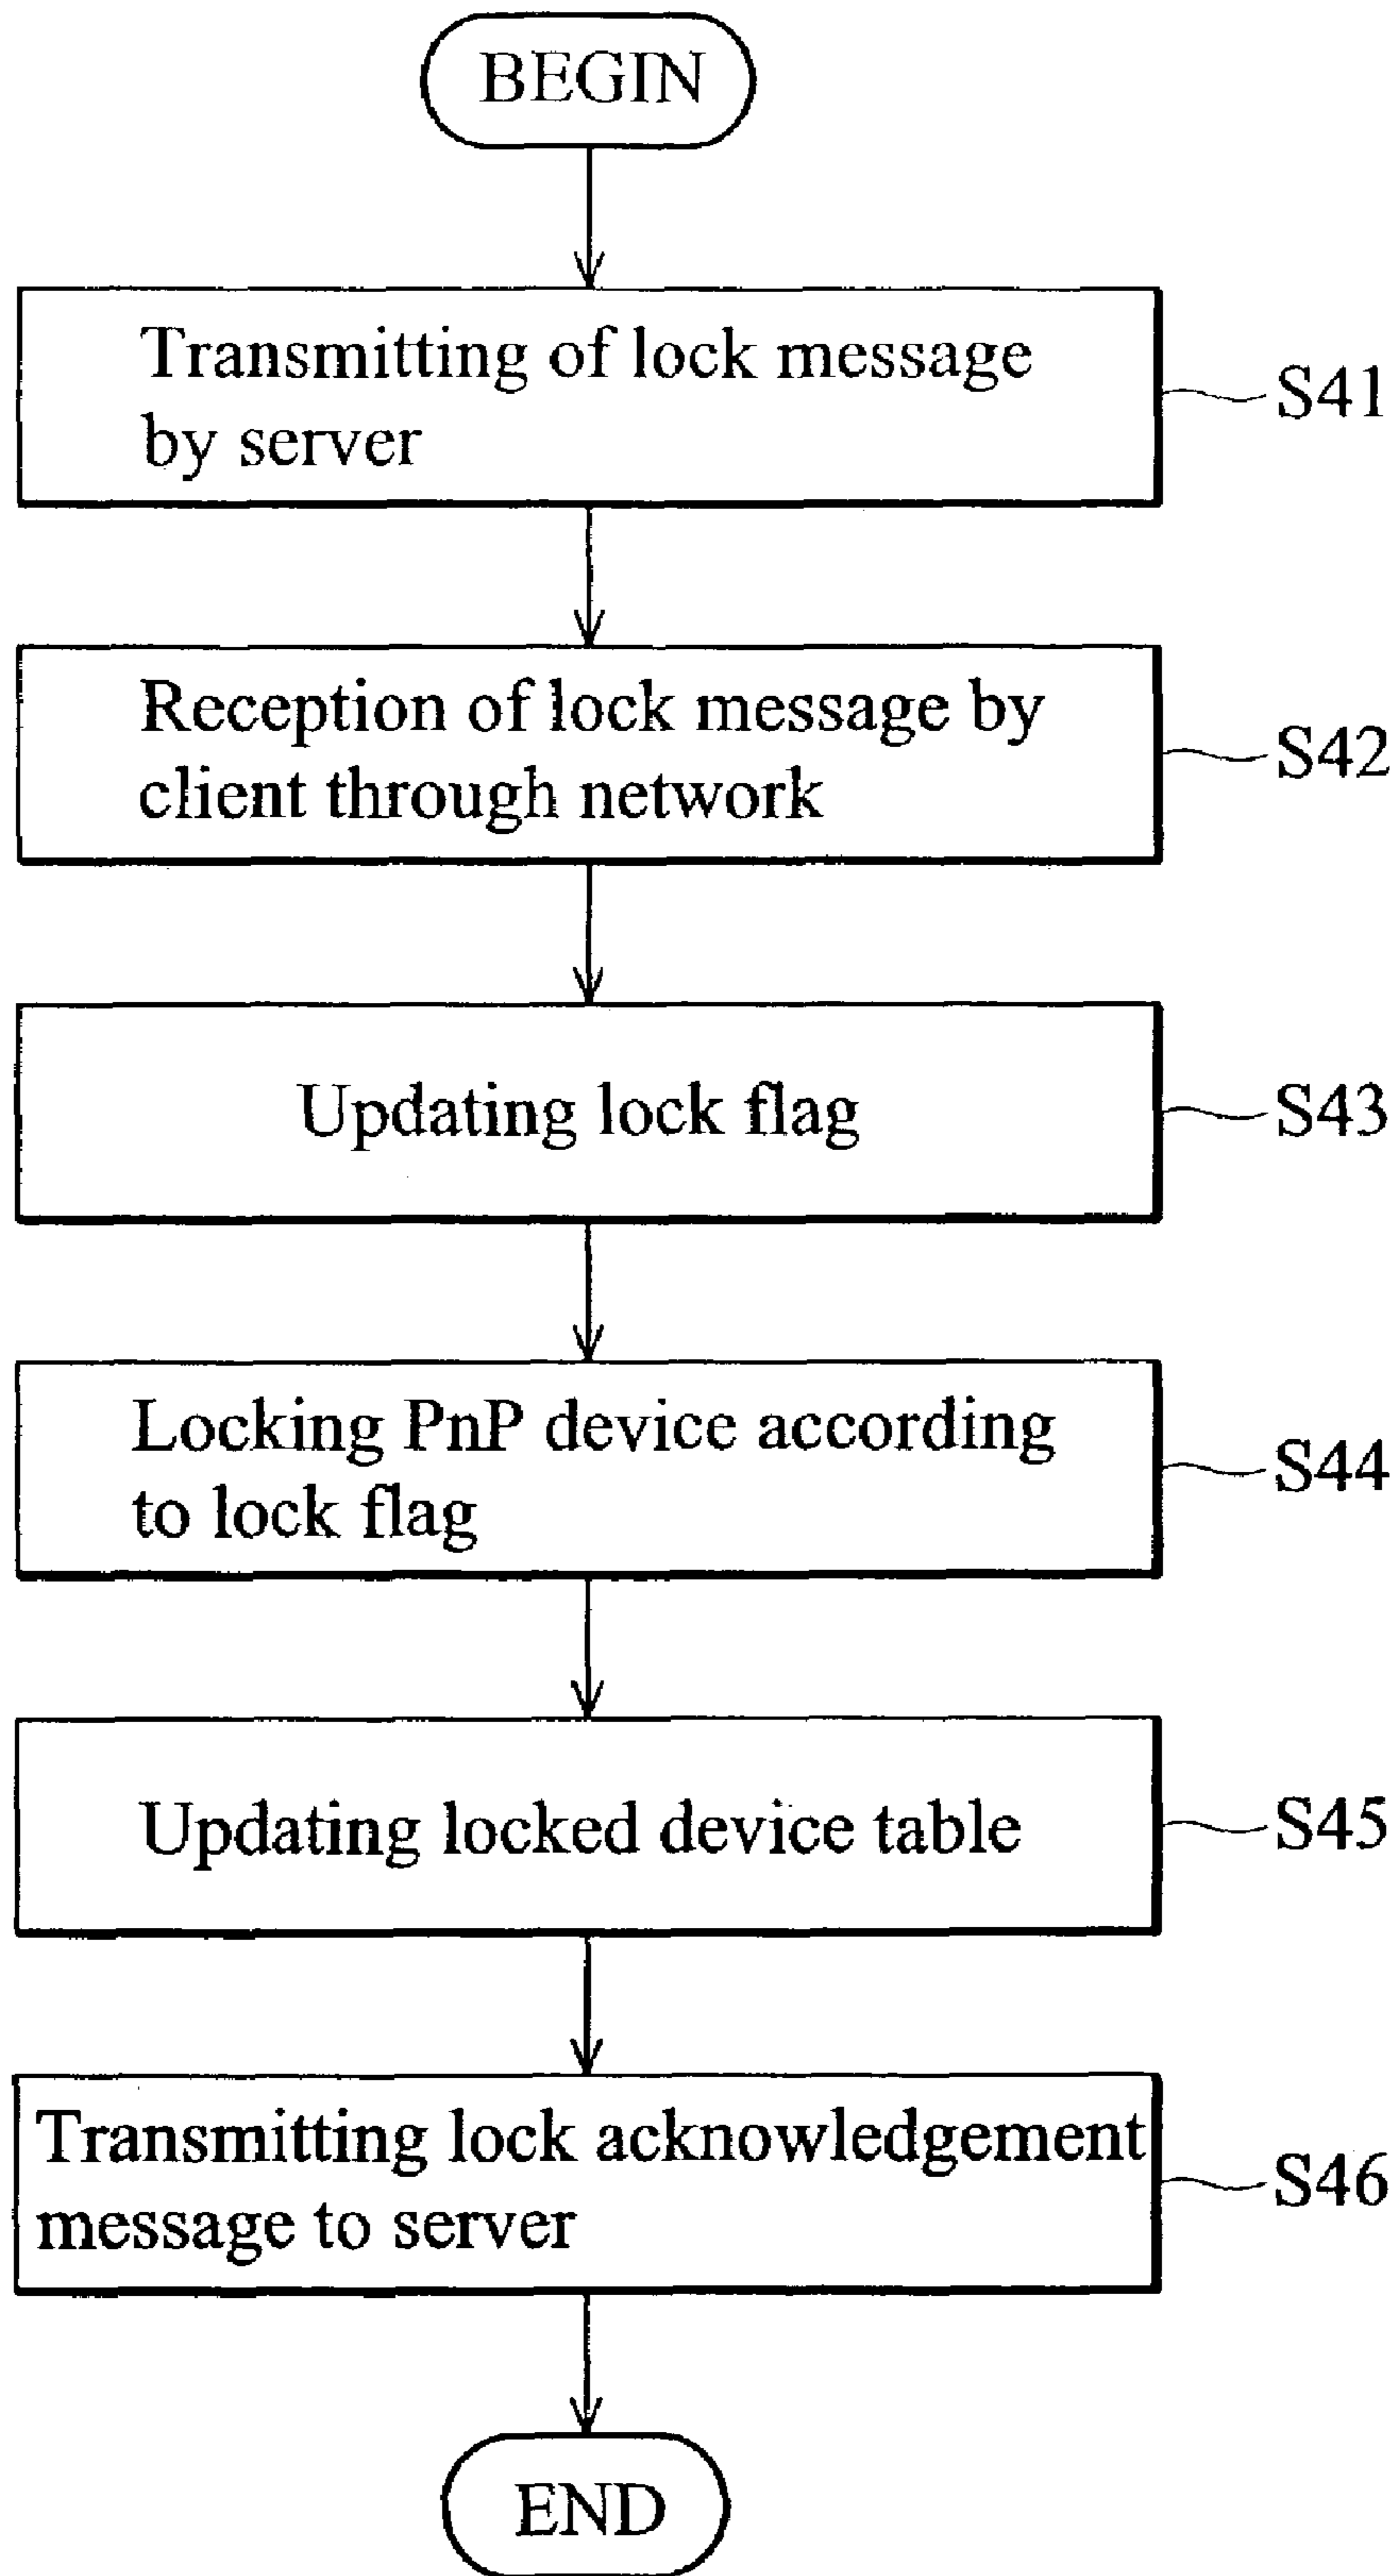 BEGIN
Transmitting of lock message
by server
S41
Reception of lock message by
client through network
S42
Updating lock flag
S43
Locking PnP device according
to lock flag
S44
Updating locked device table
S45
Transmitting lock acknowledgement
message to server
S46
END